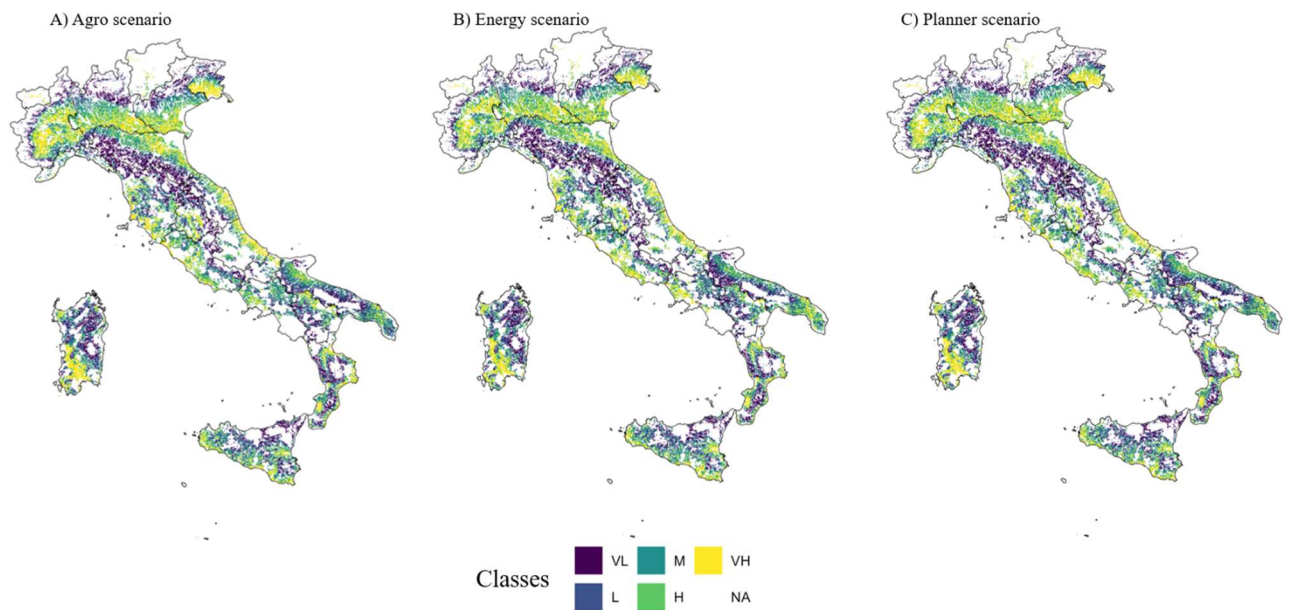 A) Agro scenario
B) Energy scenario
C) Planner scenario
Classes
VL M VH
L H NA